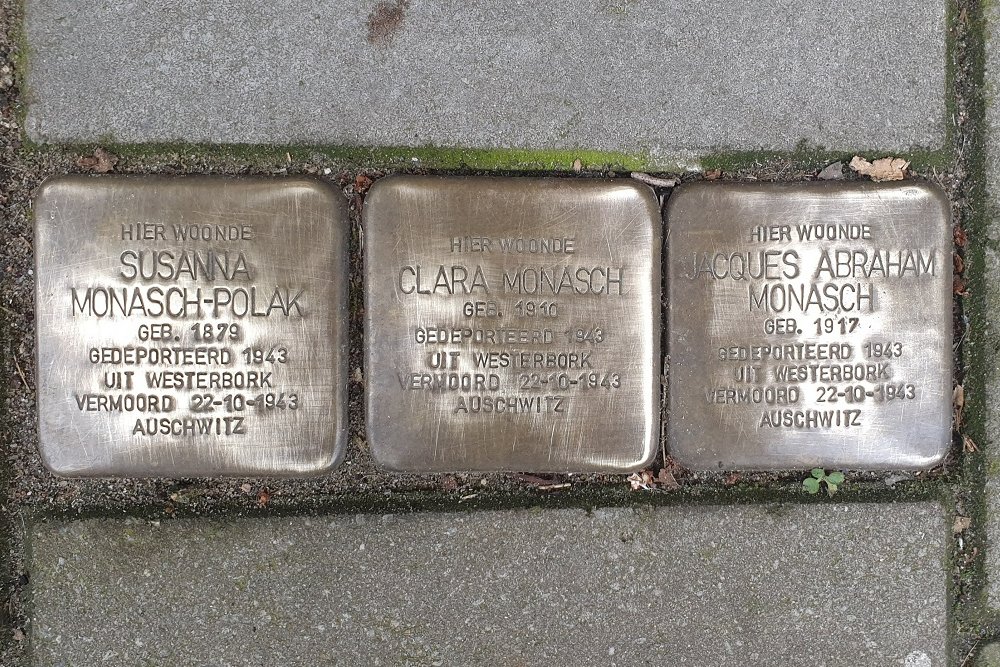 HIER WOONDE
SUSANNA
MONASCH-POLAK
GEB. 1879
GEDEPORTEERD 1943
UIT WESTERBORK
VERMOORD 22-10-1943
AUSCHWITZ
HIER WOONDE
CLARA MONASCH
GEB. 1910
GEDEPORTEERD 1943
UIT WESTERBORK
VERMOORD 22-10-1943
AUSCHWITZ
HIER WOONDE
JACQUES ABRAHAM
MONASCH
GEB. 1917
GEDEPORTEERD 1943
UIT WESTERBORK
VERMOORD 22-10-1943
AUSCHWITZ